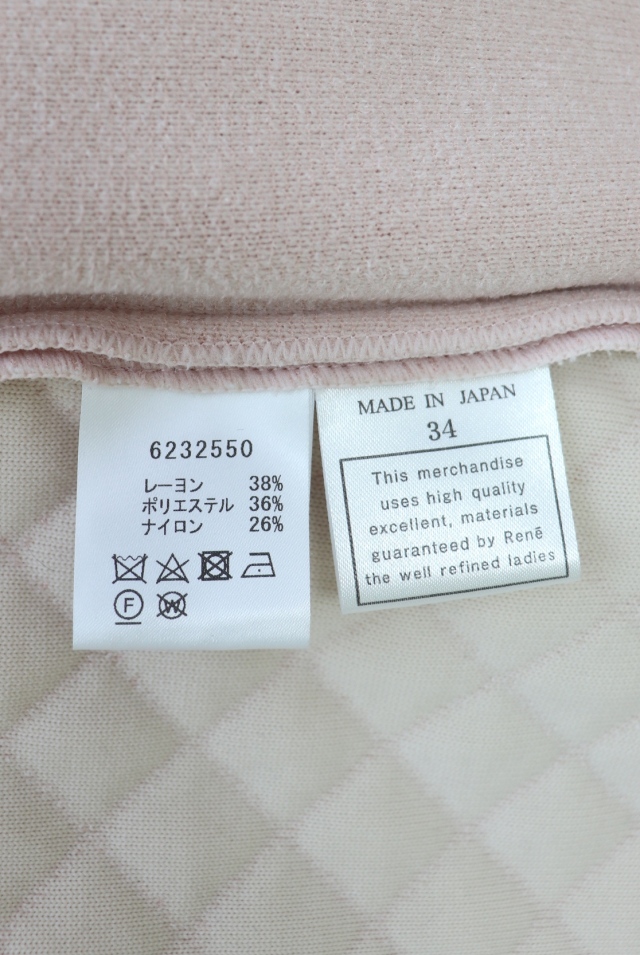 6232550
レーヨン 38%
ポリエステル 36%
ナイロン 26%
F
W
MADE IN JAPAN
34
This merchandise
uses high quality
excellent, materials
guaranteed by René
the well refined ladies